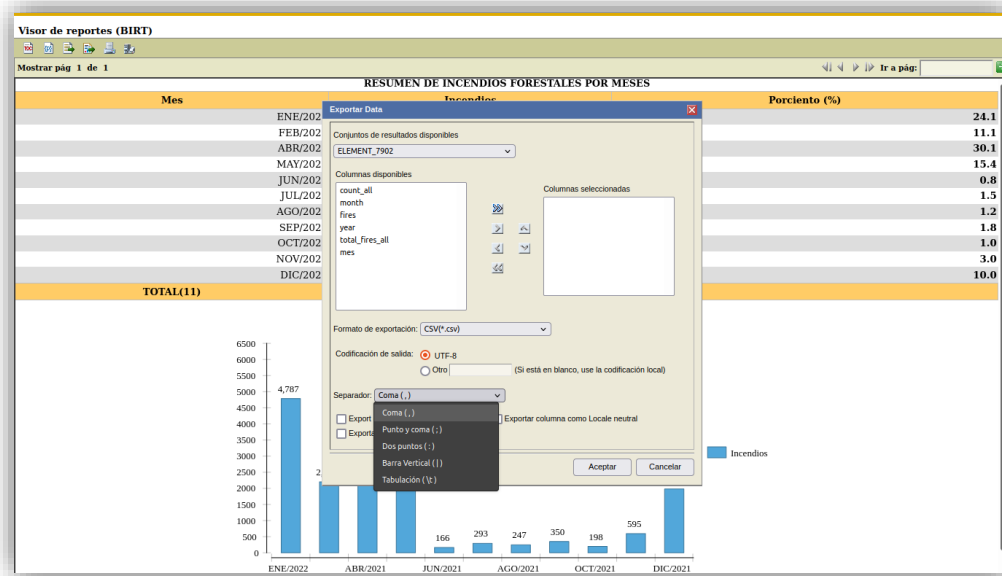 Visor de reportes (BIRT)
Mostrar pág 1 de 1
Ir a pág:
RESUMEN DE INCENDIOS FORESTALES POR MESES
Mes Incendios Porciento (%)
ENE/202 24.1
FEB/202 11.1
ABR/202 30.1
MAY/202 15.4
JUN/202 0.8
JUL/202 1.5
AGO/202 1.2
SEP/202 1.8
OCT/202 1.0
NOV/202 3.0
DIC/202 10.0
TOTAL(11)
Exportar Data
Conjuntos de resultados disponibles
ELEMENT_7902
Columnas disponibles
Columnas seleccionadas
count_all
month
fires
year
total_fires_all
mes
Formato de exportación: CSV(*.csv)
Codificación de salida: UTF-8
Otro (Si está en blanco, use la codificación local)
Separador: Coma ( , )
Coma ( , )
Punto y coma ( ; )
Dos puntos ( : )
Barra Vertical ( | )
Tabulación ( \t )
Export Exportar columna como Locale neutral
Exporta
Aceptar Cancelar
6500
6000
5500
5000
4500
4000
3500
3000
2500
2000
1500
1000
500
0
4,787
166
293
247
350
198
595
Incendios
ENE/2022 ABR/2021 JUN/2021 AGO/2021 OCT/2021 DIC/2021